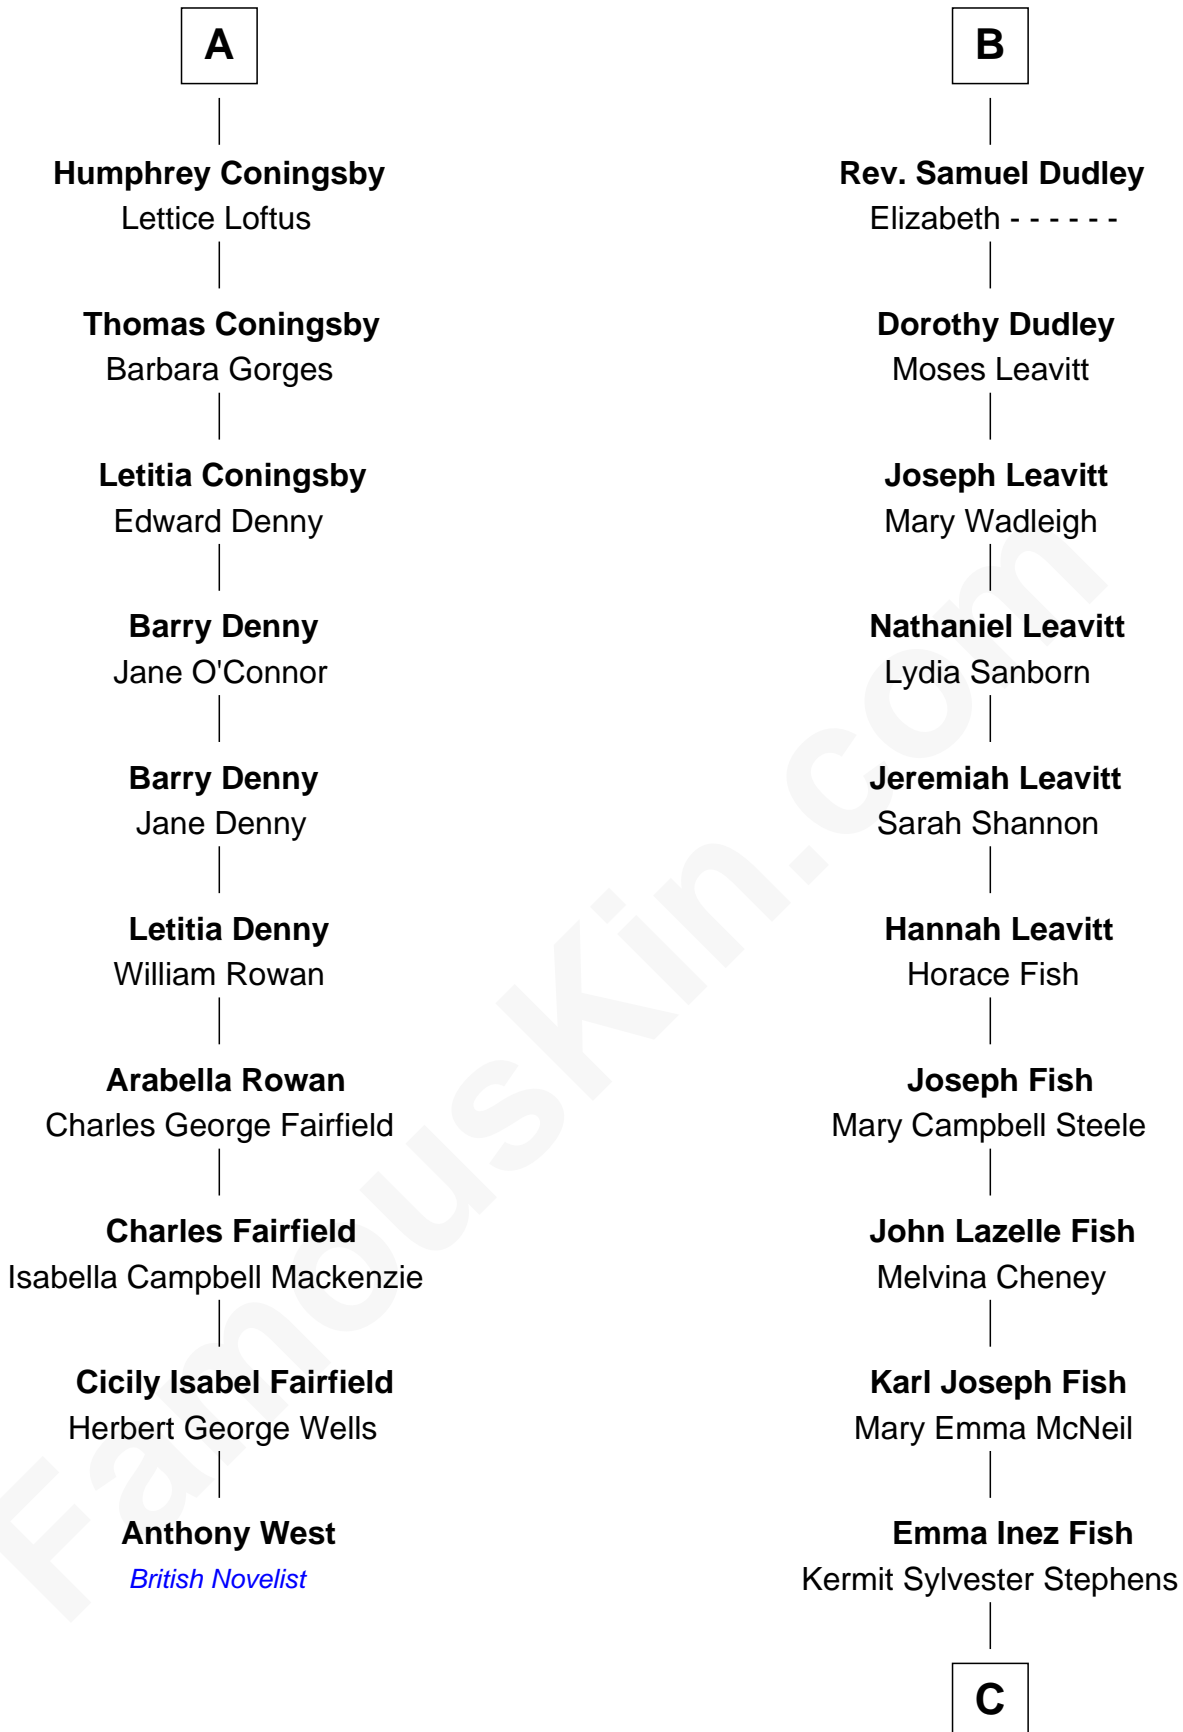 A
Humphrey Coningsby
Lettice Loftus
Thomas Coningsby
Barbara Gorges
Letitia Coningsby
Edward Denny
Barry Denny
Jane O'Connor
Barry Denny
Jane Denny
Letitia Denny
William Rowan
Arabella Rowan
Charles George Fairfield
Charles Fairfield
Isabella Campbell Mackenzie
Cicily Isabel Fairfield
Herbert George Wells
Anthony West
British Novelist
B
Rev. Samuel Dudley
Elizabeth - - - - - -
Dorothy Dudley
Moses Leavitt
Joseph Leavitt
Mary Wadleigh
Nathaniel Leavitt
Lydia Sanborn
Jeremiah Leavitt
Sarah Shannon
Hannah Leavitt
Horace Fish
Joseph Fish
Mary Campbell Steele
John Lazelle Fish
Melvina Cheney
Karl Joseph Fish
Mary Emma McNeil
Emma Inez Fish
Kermit Sylvester Stephens
C
FamousKin.com